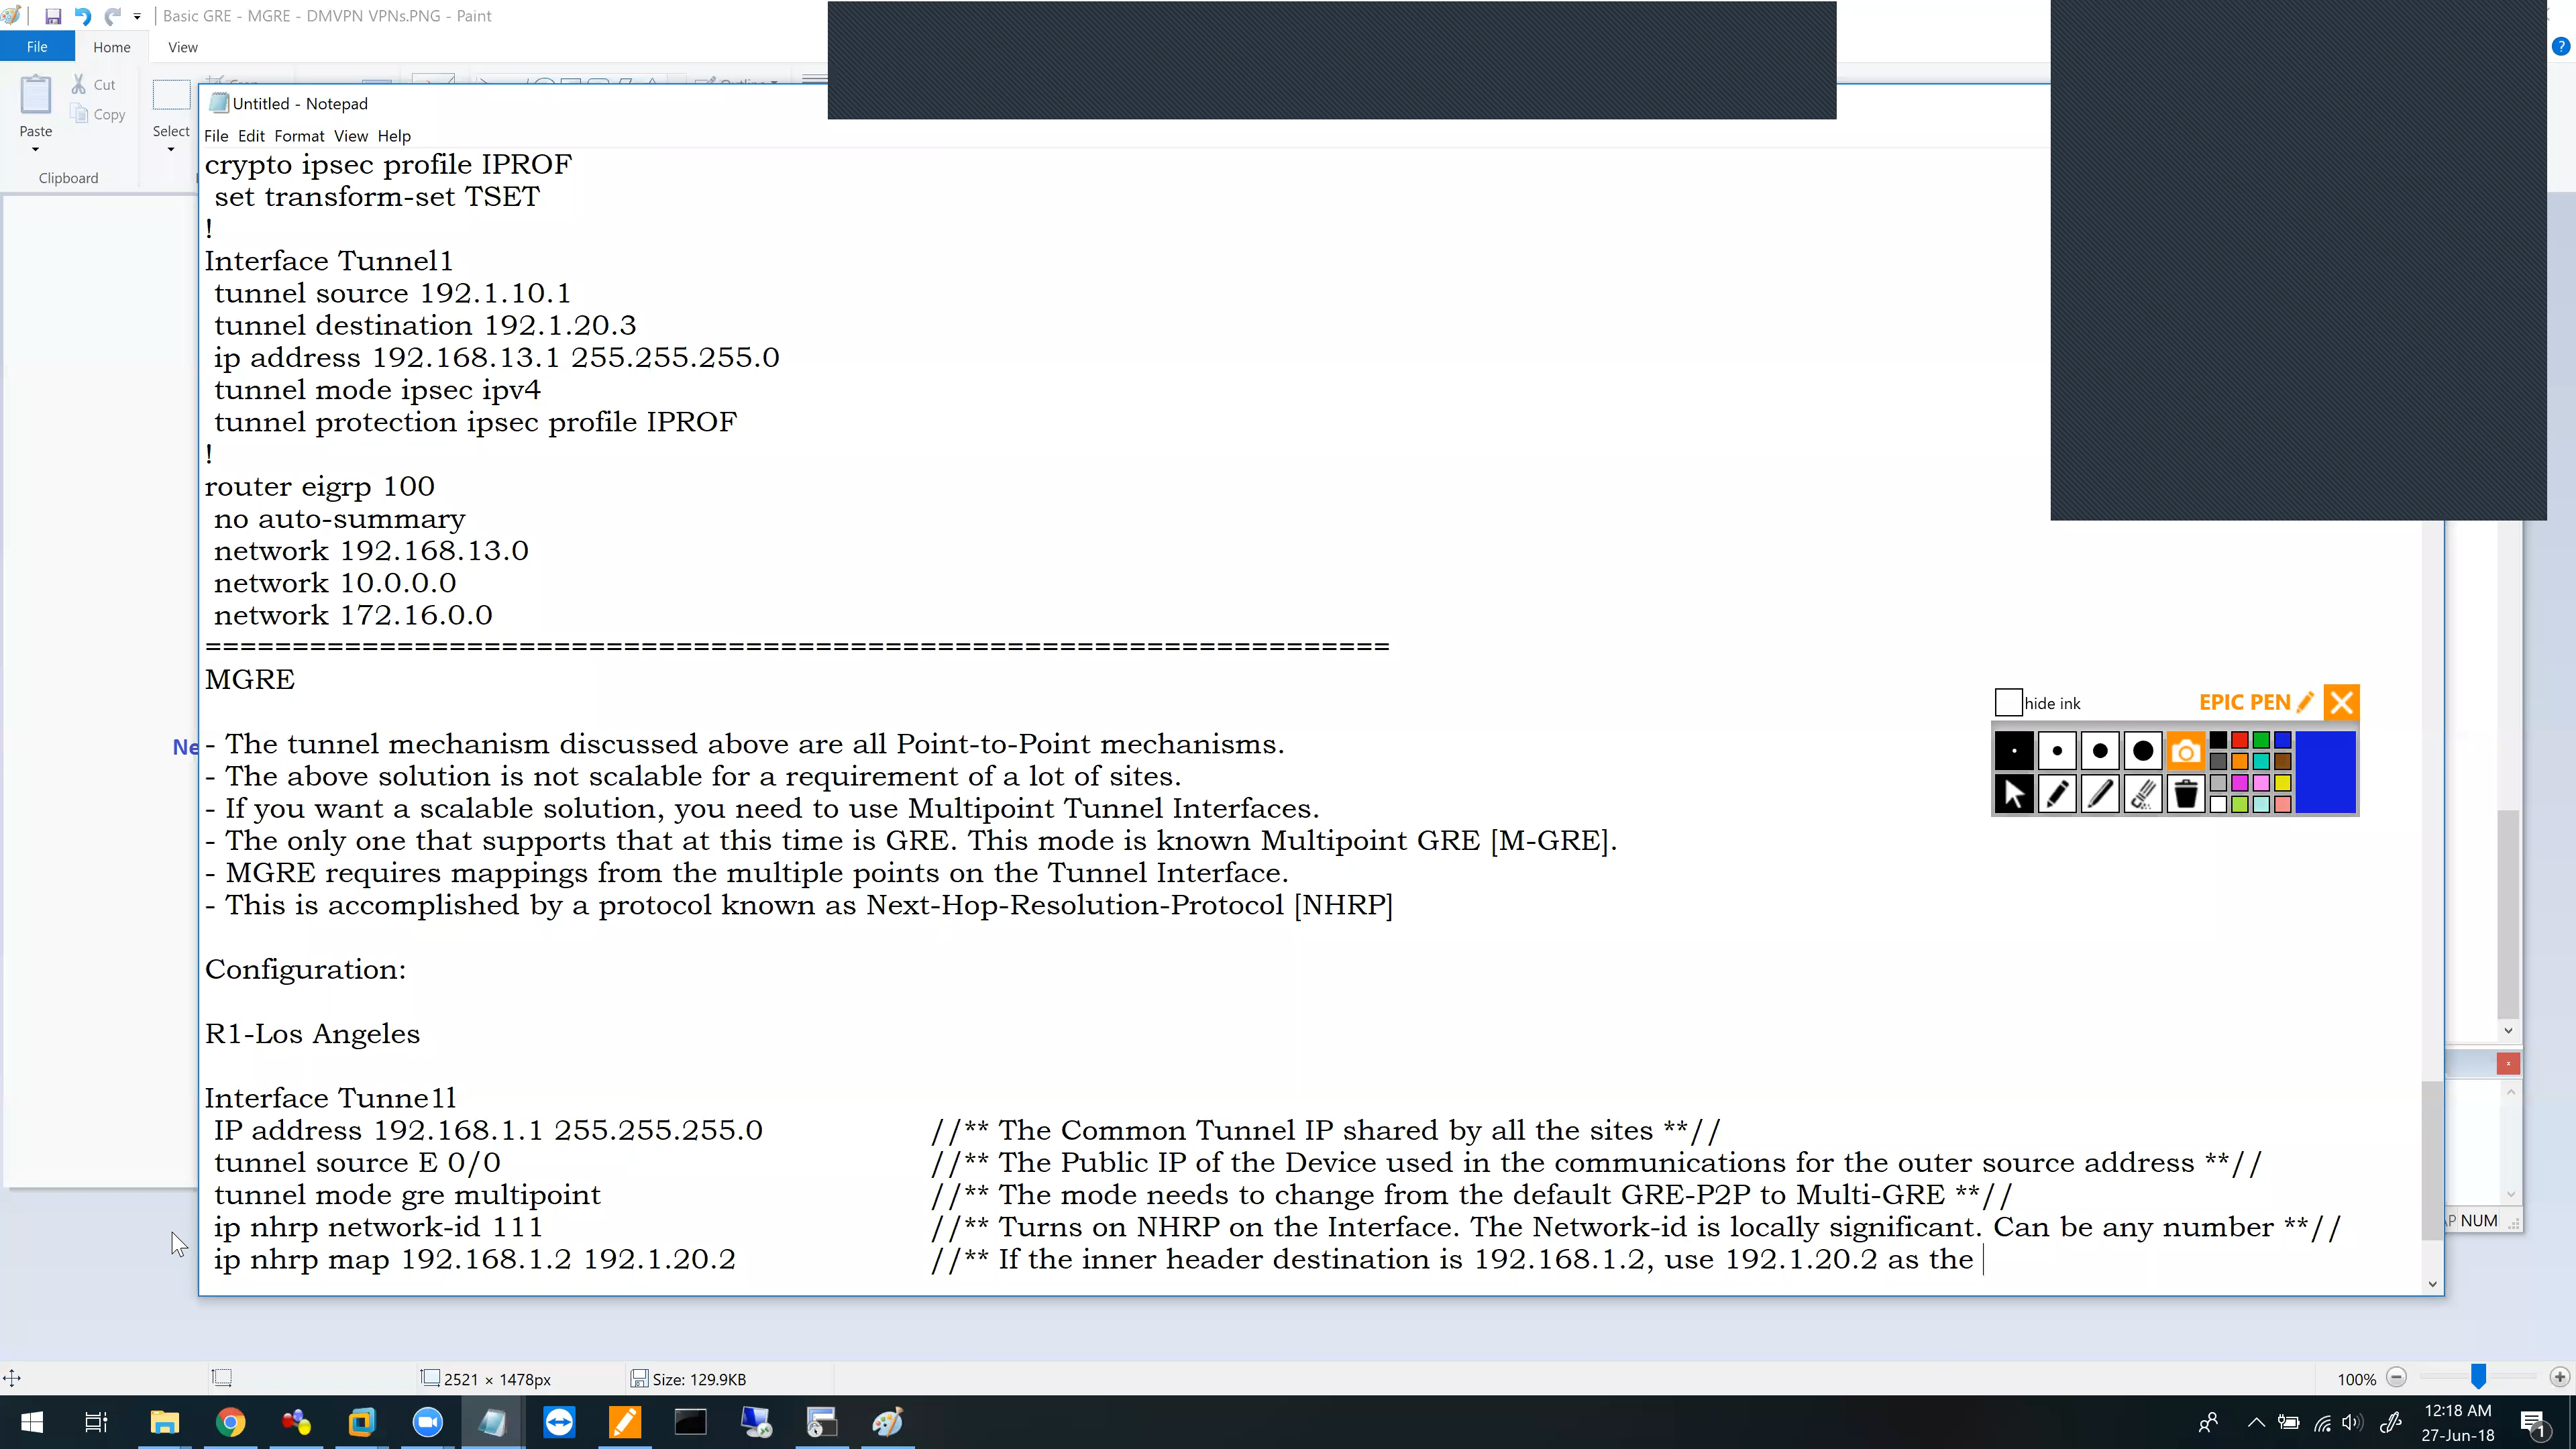 Basic GRE - MGRE - DMVPN VPNs.PNG - Paint
File Home View
Paste
Cut
Copy
Select
Clipboard
Untitled - Notepad
File Edit Format View Help
crypto ipsec profile IPROF
set transform-set TSET
!
Interface Tunnel1
tunnel source 192.1.10.1
tunnel destination 192.1.20.3
ip address 192.168.13.1 255.255.255.0
tunnel mode ipsec ipv4
tunnel protection ipsec profile IPROF
!
router eigrp 100
no auto-summary
network 192.168.13.0
network 10.0.0.0
network 172.16.0.0
====================================================================
MGRE
hide ink EPIC PEN
Ne
- The tunnel mechanism discussed above are all Point-to-Point mechanisms.
- The above solution is not scalable for a requirement of a lot of sites.
- If you want a scalable solution, you need to use Multipoint Tunnel Interfaces.
- The only one that supports that at this time is GRE. This mode is known Multipoint GRE [M-GRE].
- MGRE requires mappings from the multiple points on the Tunnel Interface.
- This is accomplished by a protocol known as Next-Hop-Resolution-Protocol [NHRP]
Configuration:
R1-Los Angeles
Interface Tunne1l
IP address 192.168.1.1 255.255.255.0 //** The Common Tunnel IP shared by all the sites **//
tunnel source E 0/0 //** The Public IP of the Device used in the communications for the outer source address **//
tunnel mode gre multipoint //** The mode needs to change from the default GRE-P2P to Multi-GRE **//
ip nhrp network-id 111 //** Turns on NHRP on the Interface. The Network-id is locally significant. Can be any number **//
ip nhrp map 192.168.1.2 192.1.20.2 //** If the inner header destination is 192.168.1.2, use 192.1.20.2 as the
NUM
2521 × 1478px
Size: 129.9KB
100%
12:18 AM
27-Jun-18
1